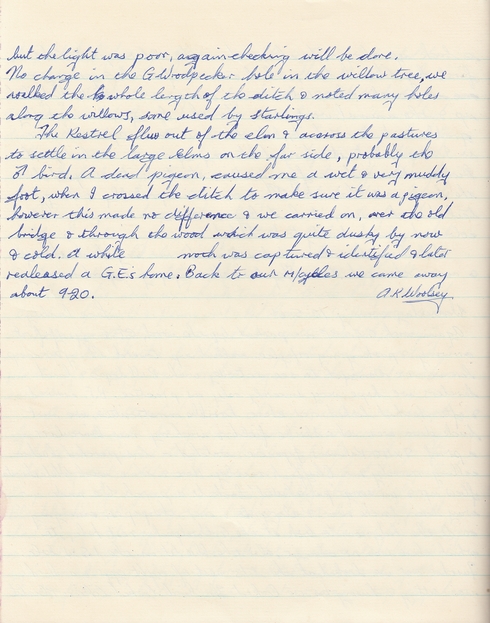 but the light was poor, again checking will be done.
No change in the G. Woodpecker hole in the willow tree, we
walked the whole length of the ditch & noted many holes
along the willows, some used by starlings.
The Kestrel flew out of the elm & accross the pastures
to settle in the large elms on the far side, probably the
♂ bird. A dead pigeon, caused me a wet & very muddy
foot, when I crossed the ditch to make sure it was a pigeon,
however this made no difference & we carried on, over the old
bridge & through the wood which was quite dusky by now
& cold. A white moth was captured & identified & later
realeased a G.E's home. Back to our m/cycles we came away
about 9-20. A.K. Woolsey.